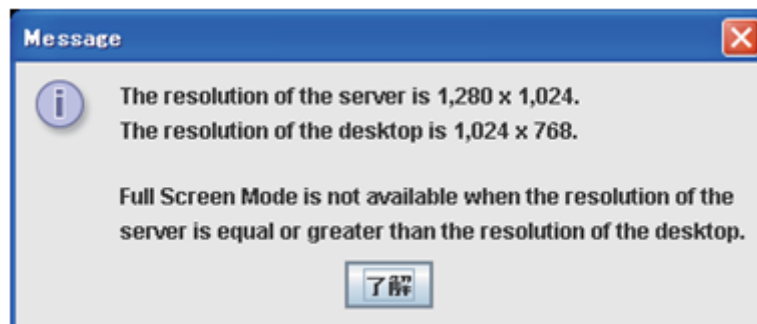 Message
The resolution of the server is 1,280 x 1,024.
The resolution of the desktop is 1,024 x 768.
Full Screen Mode is not available when the resolution of the
server is equal or greater than the resolution of the desktop.
了解